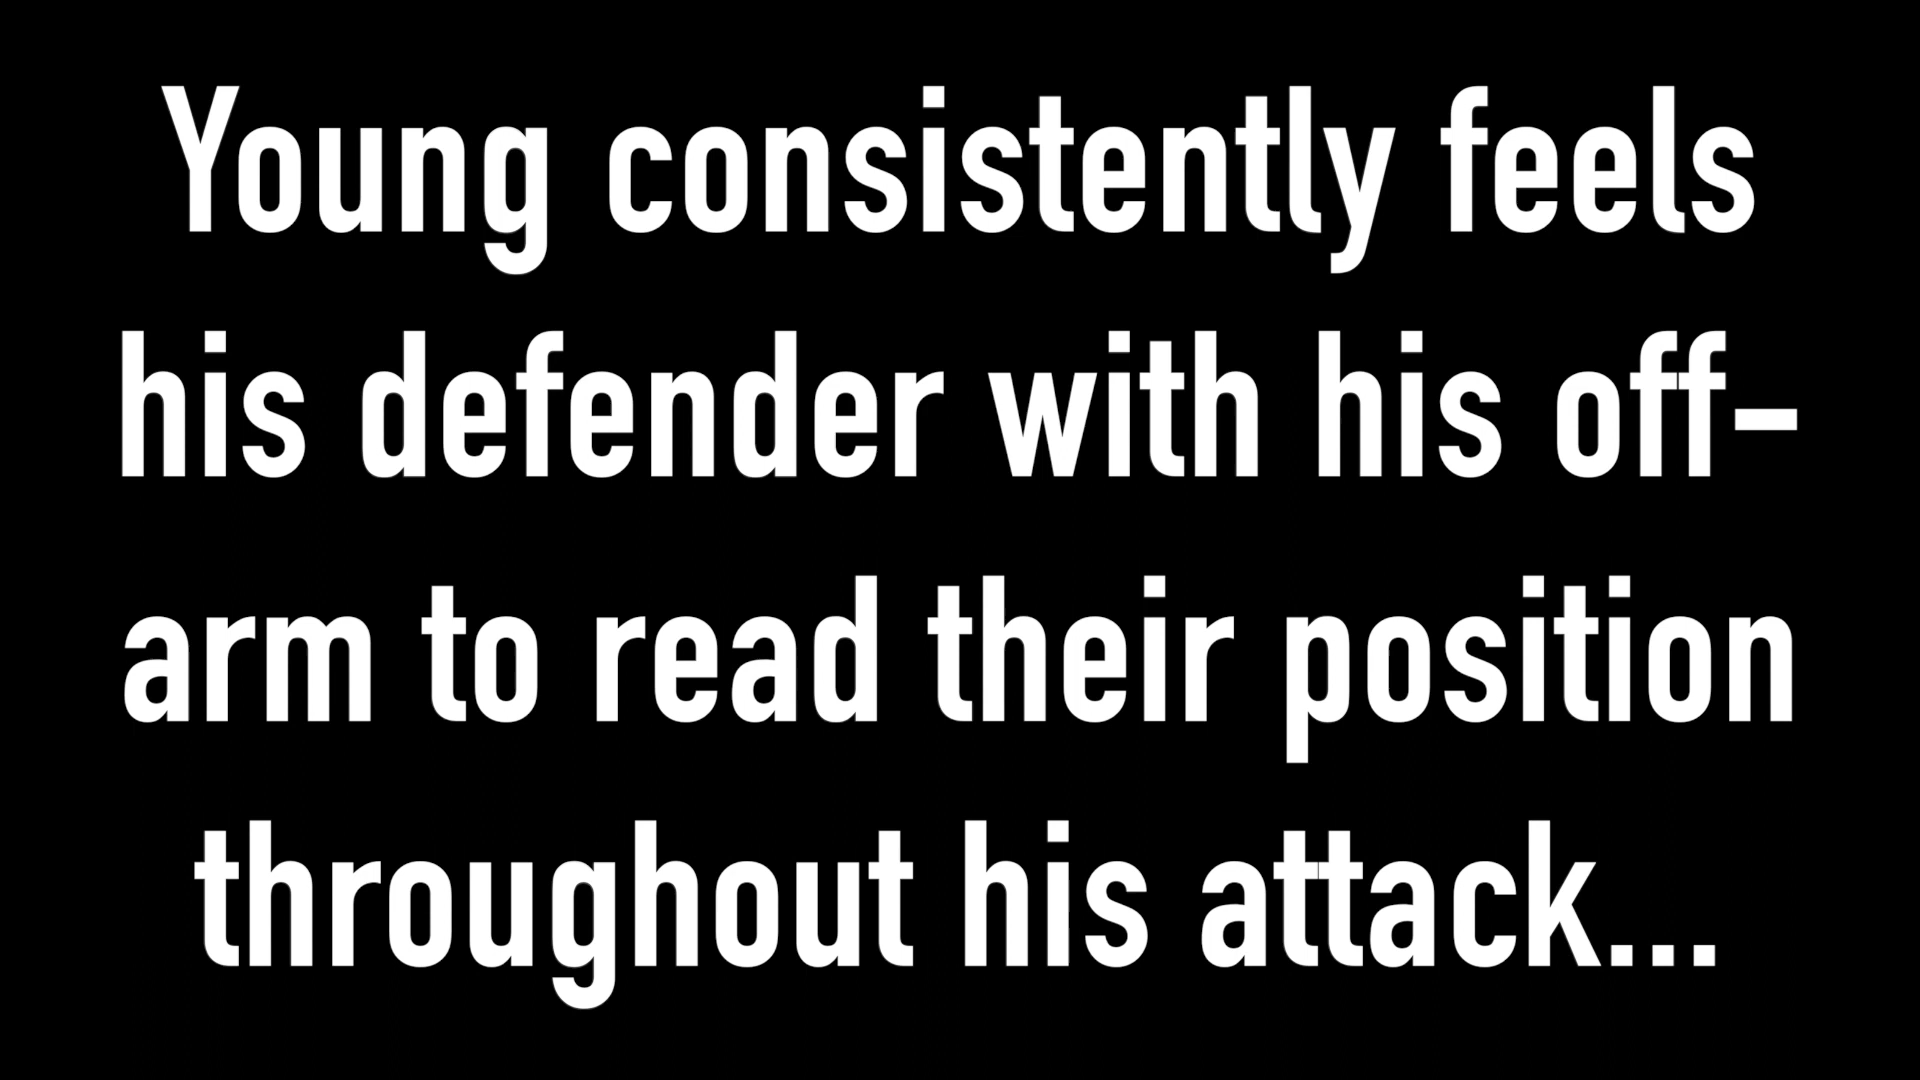 Young consistently feels
his defender with his off-
arm to read their position
throughout his attack...